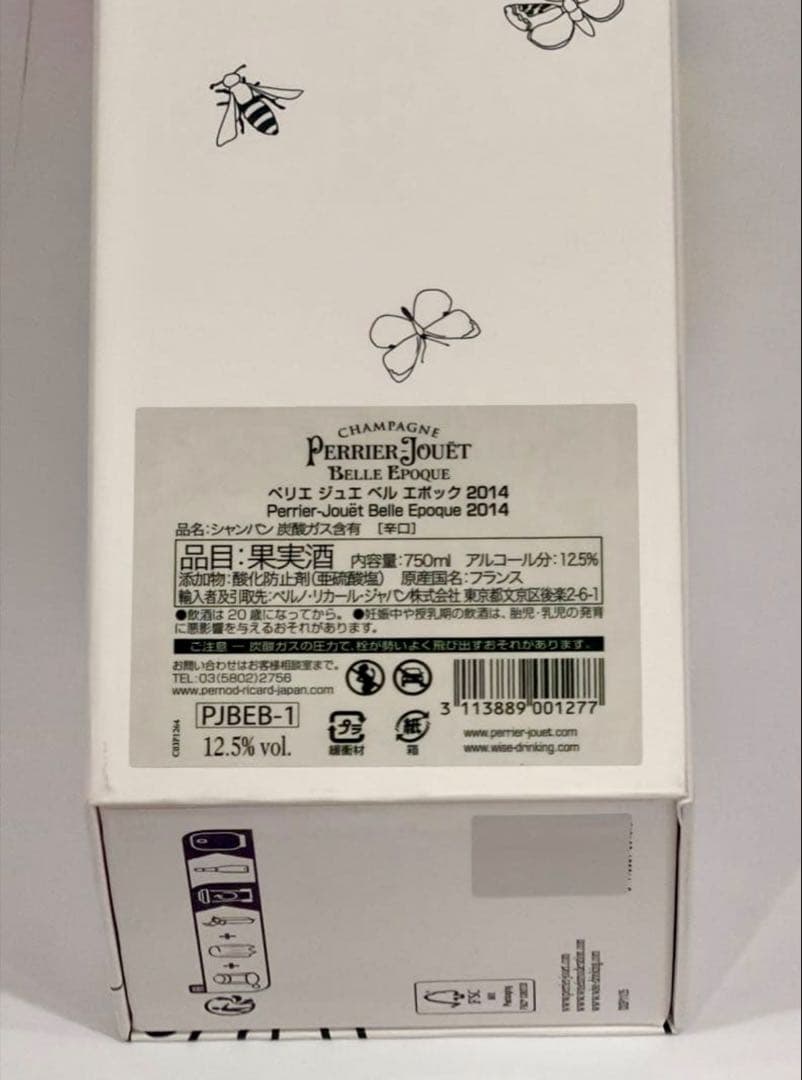 CHAMPAGNE
PERRIER-JOUËT
BELLE EPOQUE
ペリエ ジュエ ベル エポック 2014
Perrier-Jouët Belle Epoque 2014
品名:シャンパン 炭酸ガス含有 [辛口]
品目:果実酒 内容量:750ml アルコール分:12.5%
添加物:酸化防止剤(亜硫酸塩) 原産国名:フランス
輸入者及引取先:ペルノ・リカール・ジャパン株式会社 東京都文京区後楽2-6-1
●飲酒は20歳になってから。 ●妊娠中や授乳期の飲酒は、胎児・乳児の発育
に悪影響を与えるおそれがあります。
ご注意 ― 炭酸ガスの圧力で、栓が勢いよく飛び出すおそれがあります。
お問い合わせはお客様相談室まで。
TEL:03(5802)2756
www.pernod-ricard-japan.com
PJBEB-1
12.5% vol.
C03P1264
プラ
緩衝材
紙
箱
3 113889 001277
www.perrier-jouet.com
www.wise-drinking.com
FSC
www.perrier-jouet.com
www.wise-drinking.com